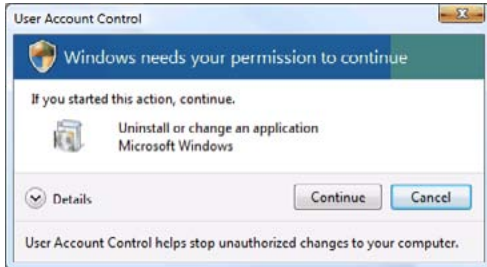 User Account Control
Windows needs your permission to continue
If you started this action, continue.
Uninstall or change an application
Microsoft Windows
Details
Continue
Cancel
User Account Control helps stop unauthorized changes to your computer.